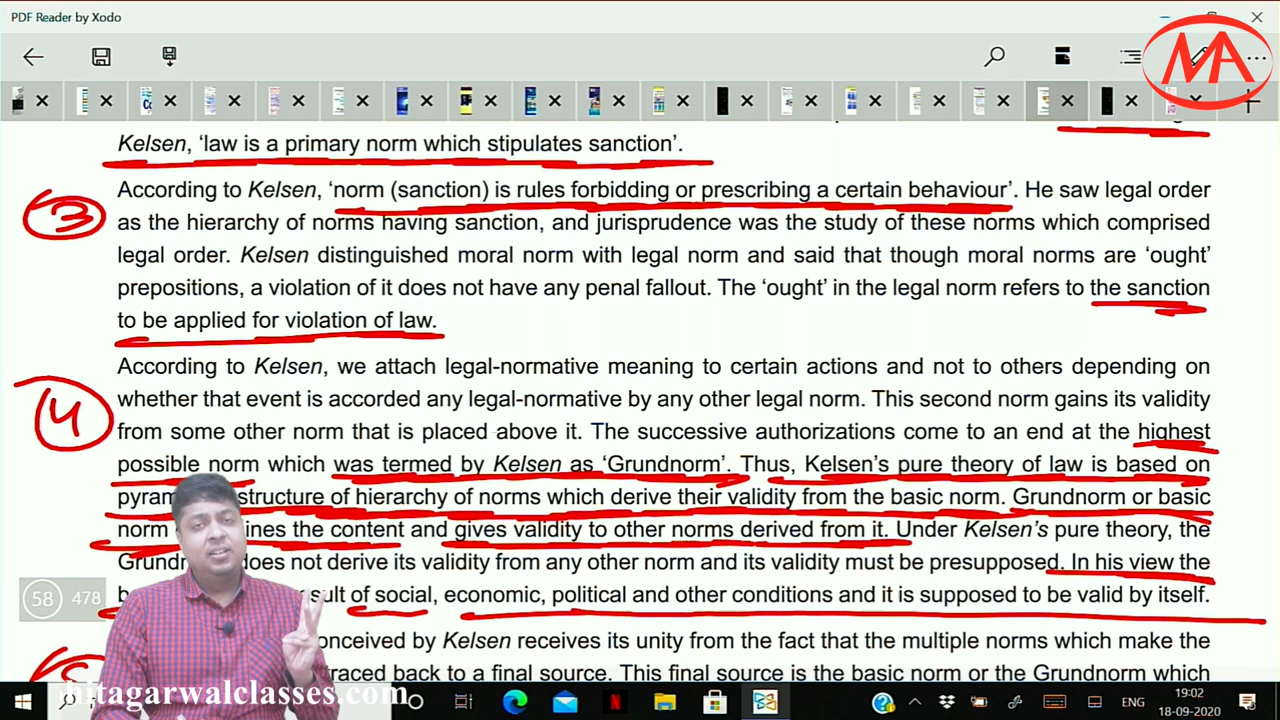 PDF Reader by Xodo
MA
Kelsen, ‘law is a primary norm which stipulates sanction’.
According to Kelsen, ‘norm (sanction) is rules forbidding or prescribing a certain behaviour’. He saw legal order
3
as the hierarchy of norms having sanction, and jurisprudence was the study of these norms which comprised
legal order. Kelsen distinguished moral norm with legal norm and said that though moral norms are ‘ought’
prepositions, a violation of it does not have any penal fallout. The ‘ought’ in the legal norm refers to the sanction
to be applied for violation of law.
According to Kelsen, we attach legal-normative meaning to certain actions and not to others depending on
4
whether that event is accorded any legal-normative by any other legal norm. This second norm gains its validity
from some other norm that is placed above it. The successive authorizations come to an end at the highest
possible norm which was termed by Kelsen as ‘Grundnorm’. Thus, Kelsen’s pure theory of law is based on
structure of hierarchy of norms which derive their validity from the basic norm. Grundnorm or basic
norm the content and gives validity to other norms derived from it. Under Kelsen’s pure theory, the
does not derive its validity from any other norm and its validity must be presupposed. In his view the
of social, economic, political and other conditions and it is supposed to be valid by itself.
58 478
conceived by Kelsen receives its unity from the fact that the multiple norms which make the
5
traced back to a final source. This final source is the basic norm or the Grundnorm which
hitagarwalclasses.com
ENG
19:02
18-09-2020